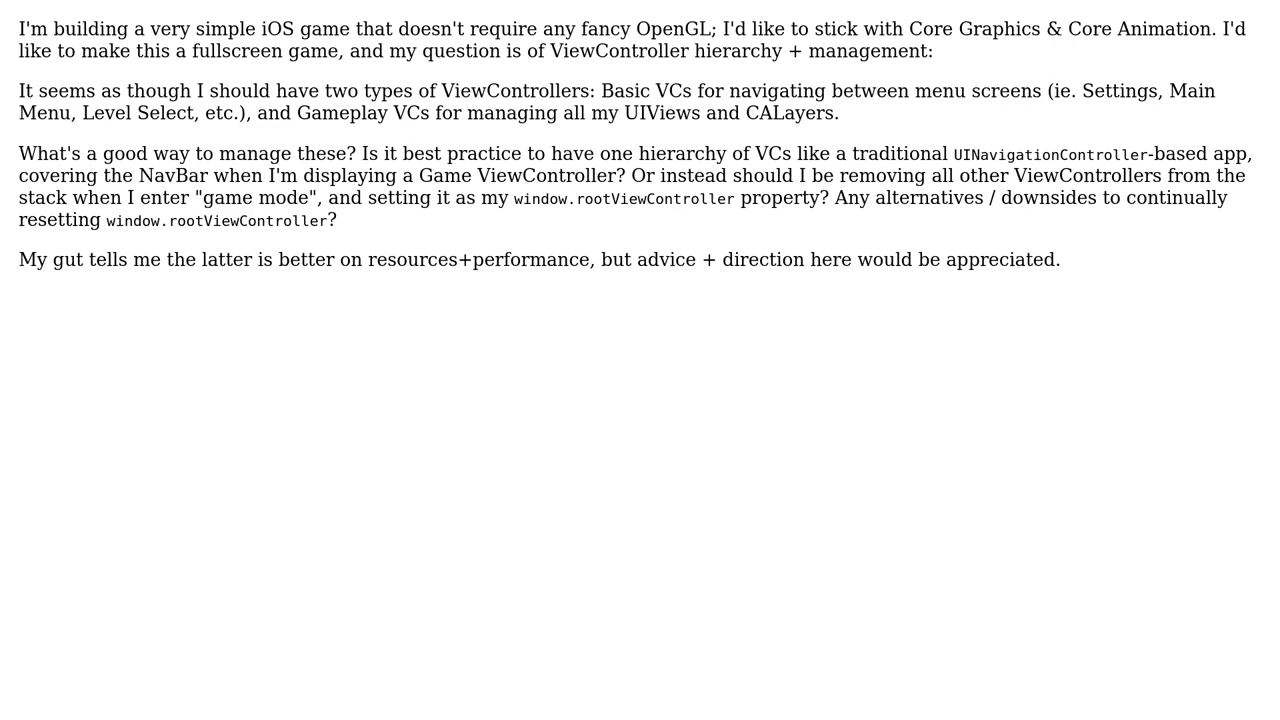 I'm building a very simple iOS game that doesn't require any fancy OpenGL; I'd like to stick with Core Graphics & Core Animation. I'd
like to make this a fullscreen game, and my question is of ViewController hierarchy + management:
It seems as though I should have two types of ViewControllers: Basic VCs for navigating between menu screens (ie. Settings, Main
Menu, Level Select, etc.), and Gameplay VCs for managing all my UIViews and CALayers.
What's a good way to manage these? Is it best practice to have one hierarchy of VCs like a traditional UINavigationController-based app,
covering the NavBar when I'm displaying a Game ViewController? Or instead should I be removing all other ViewControllers from the
stack when I enter "game mode", and setting it as my window.rootViewController property? Any alternatives / downsides to continually
resetting window.rootViewController?
My gut tells me the latter is better on resources+performance, but advice + direction here would be appreciated.